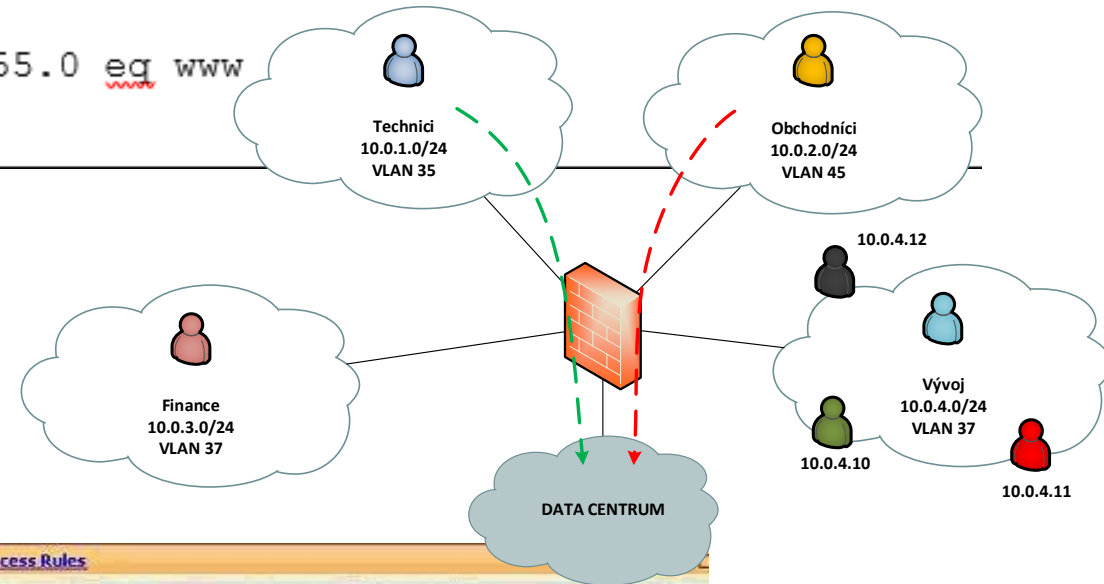 55.0 eq www
Technici
10.0.1.0/24
VLAN 35
Obchodníci
10.0.2.0/24
VLAN 45
10.0.4.12
Finance
10.0.3.0/24
VLAN 37
Vývoj
10.0.4.0/24
VLAN 37
10.0.4.10
10.0.4.11
DATA CENTRUM
cess Rules